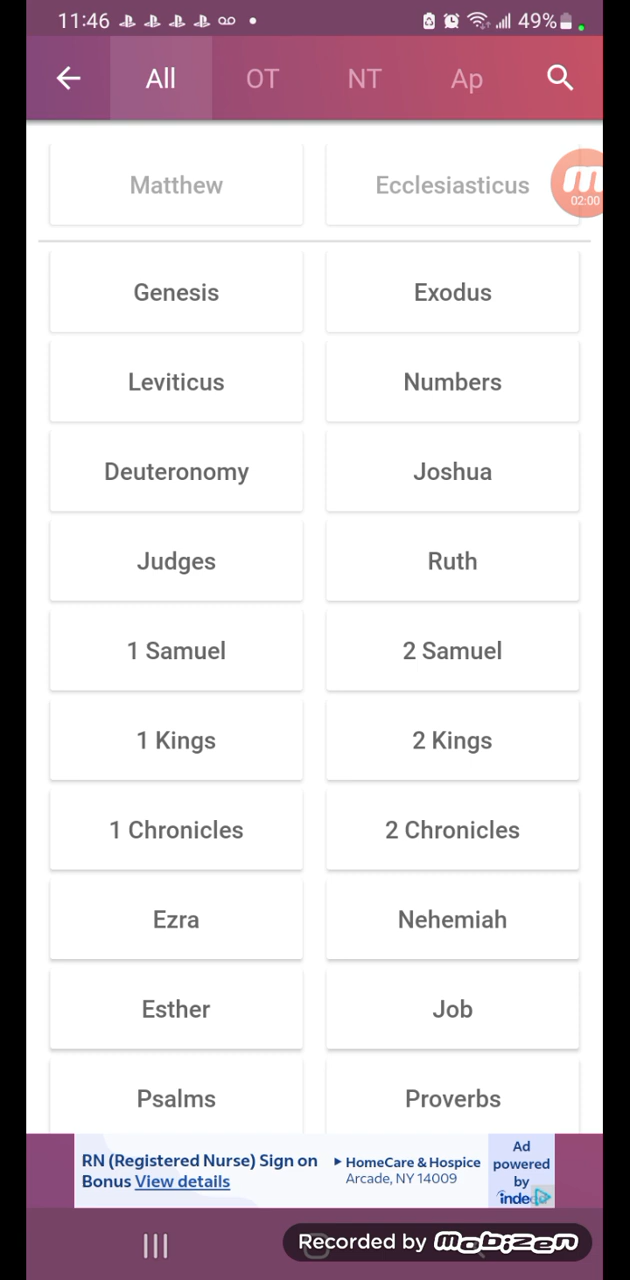 11:46
49%
All
OT
NT
Ap
Matthew
Ecclesiasticus
02:00
Genesis
Exodus
Leviticus
Numbers
Deuteronomy
Joshua
Judges
Ruth
1 Samuel
2 Samuel
1 Kings
2 Kings
1 Chronicles
2 Chronicles
Ezra
Nehemiah
Esther
Job
Psalms
Proverbs
RN (Registered Nurse) Sign on
Bonus View details
HomeCare & Hospice
Arcade, NY 14009
Ad
powered
by
Recorded by Mobizen